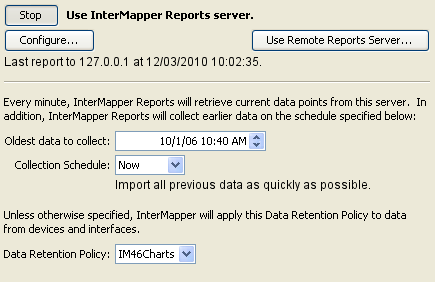 Stop Use InterMapper Reports server.
Configure... Use Remote Reports Server...
Last report to 127.0.0.1 at 12/03/2010 10:02:35.
Every minute, InterMapper Reports will retrieve current data points from this server. In
addition, InterMapper Reports will collect earlier data on the schedule specified below:
Oldest data to collect: 10/1/06 10:40 AM
Collection Schedule: Now
Import all previous data as quickly as possible.
Unless otherwise specified, InterMapper will apply this Data Retention Policy to data
from devices and interfaces.
Data Retention Policy: IM46Charts